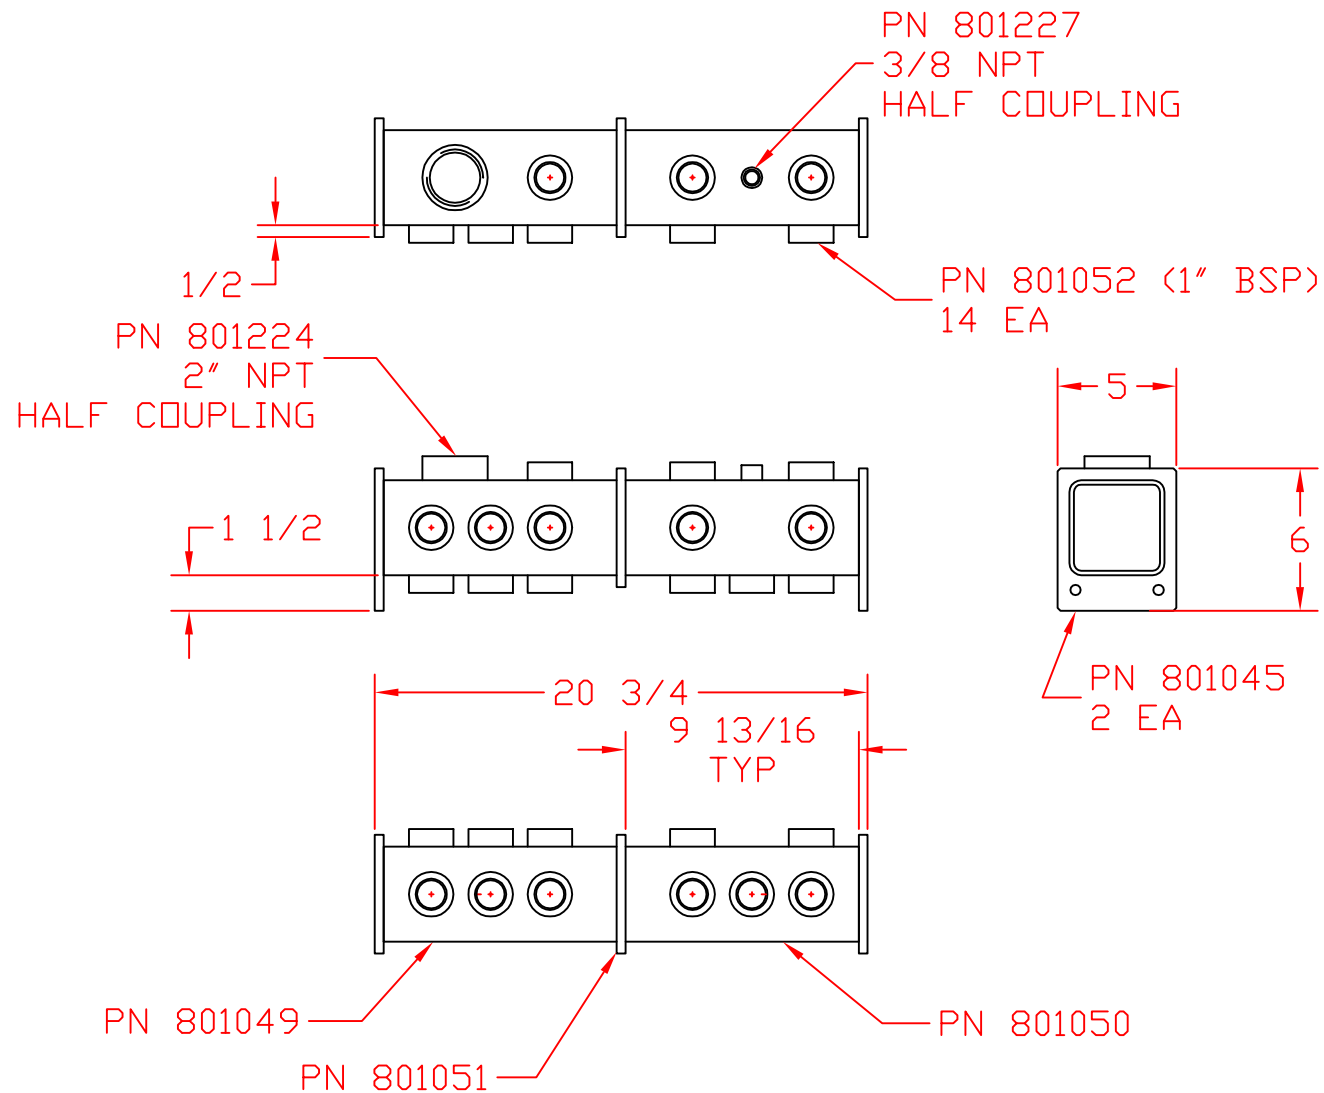 PN 801227
3/8 NPT
HALF COUPLING
1/2
PN 801052 (1" BSP)
14 EA
PN 801224
2" NPT
HALF COUPLING
5
1 1/2
6
PN 801045
2 EA
20 3/4
9 13/16
TYP
PN 801049
PN 801050
PN 801051